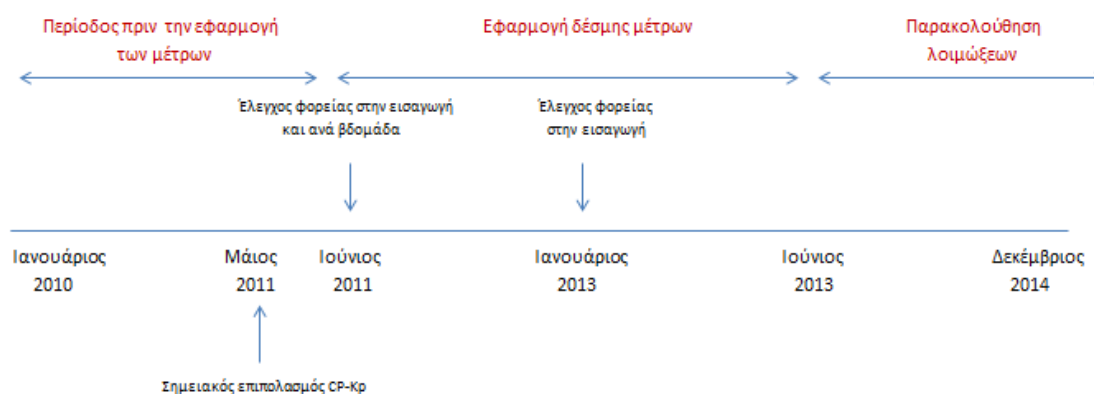 Περίοδος πριν την εφαρμογή
των μέτρων
Εφαρμογή δέσμης μέτρων
Παρακολούθηση
λοιμώξεων
Έλεγχος φορείας στην εισαγωγή
και ανά βδομάδα
Έλεγχος φορείας
στην εισαγωγή
Ιανουάριος
2010
Μάιος
2011
Ιούνιος
2011
Ιανουάριος
2013
Ιούνιος
2013
Δεκέμβριος
2014
Σημειακός επιπολασμός CP-Kp